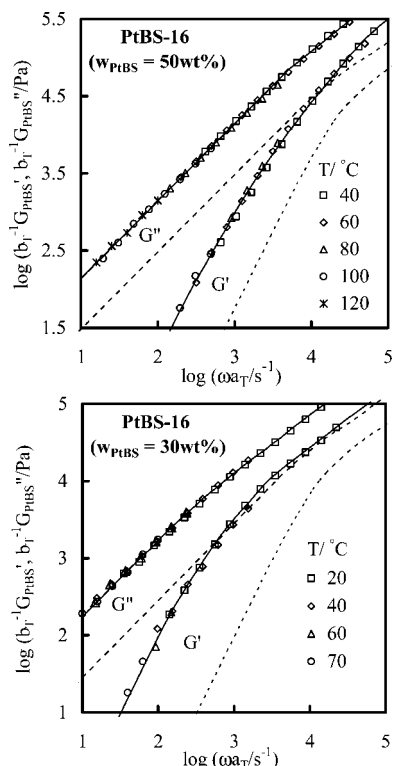 PtBS-16
(wPtBS = 50wt%)
log (bT-1GPtBS', bT-1GPtBS''/Pa)
5.5
4.5
3.5
2.5
1.5
G''
G'
T/ °C
40
60
80
100
120
1 2 3 4 5
log (ωaT/s-1)
PtBS-16
(wPtBS = 30wt%)
log (bT-1GPtBS', bT-1GPtBS''/Pa)
5
4
3
2
1
G''
G'
T/ °C
20
40
60
70
1 2 3 4 5
log (ωaT/s-1)